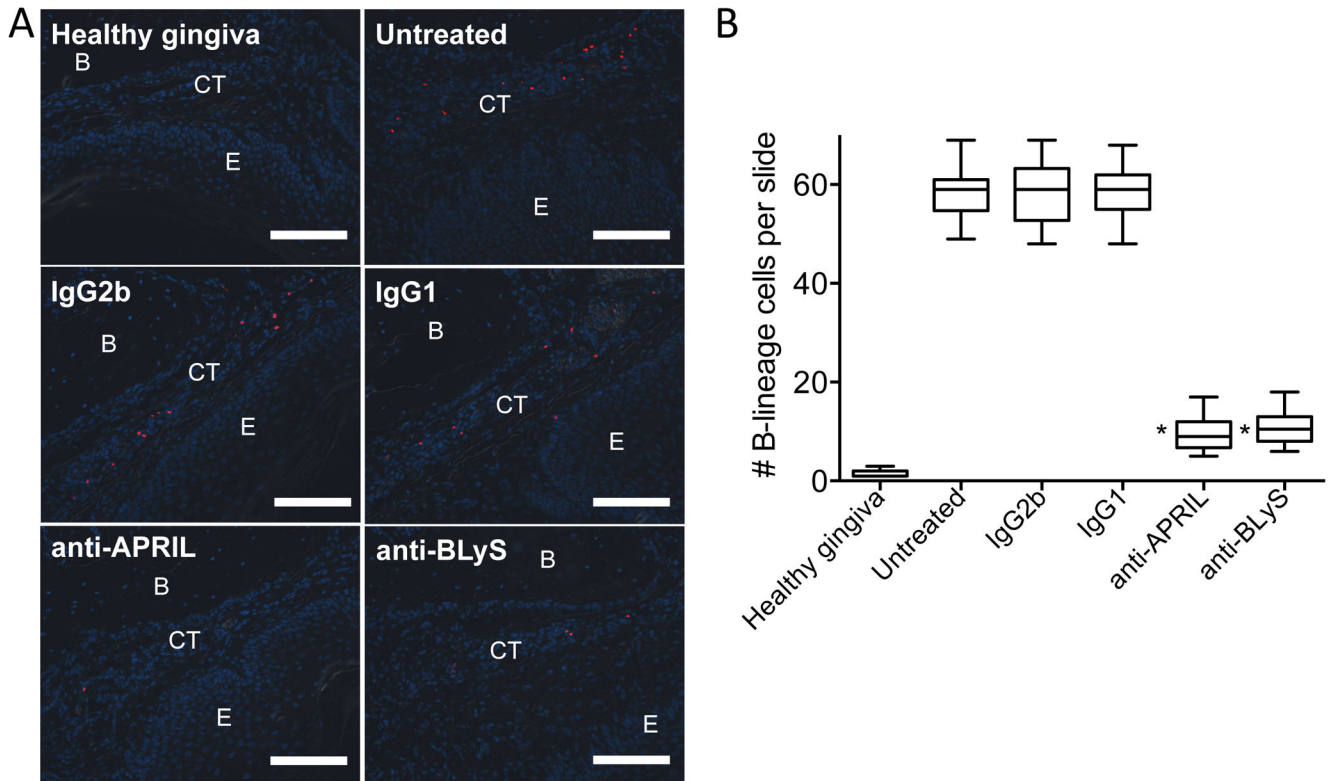 A
Healthy gingiva
B
CT
E
Untreated
CT
E
IgG2b
B
CT
E
IgG1
B
CT
E
anti-APRIL
B
CT
E
anti-BLyS
B
CT
E
B
# B-lineage cells per slide
60
40
20
0
*
*
Healthy gingiva
Untreated
IgG2b
IgG1
anti-APRIL
anti-BLyS